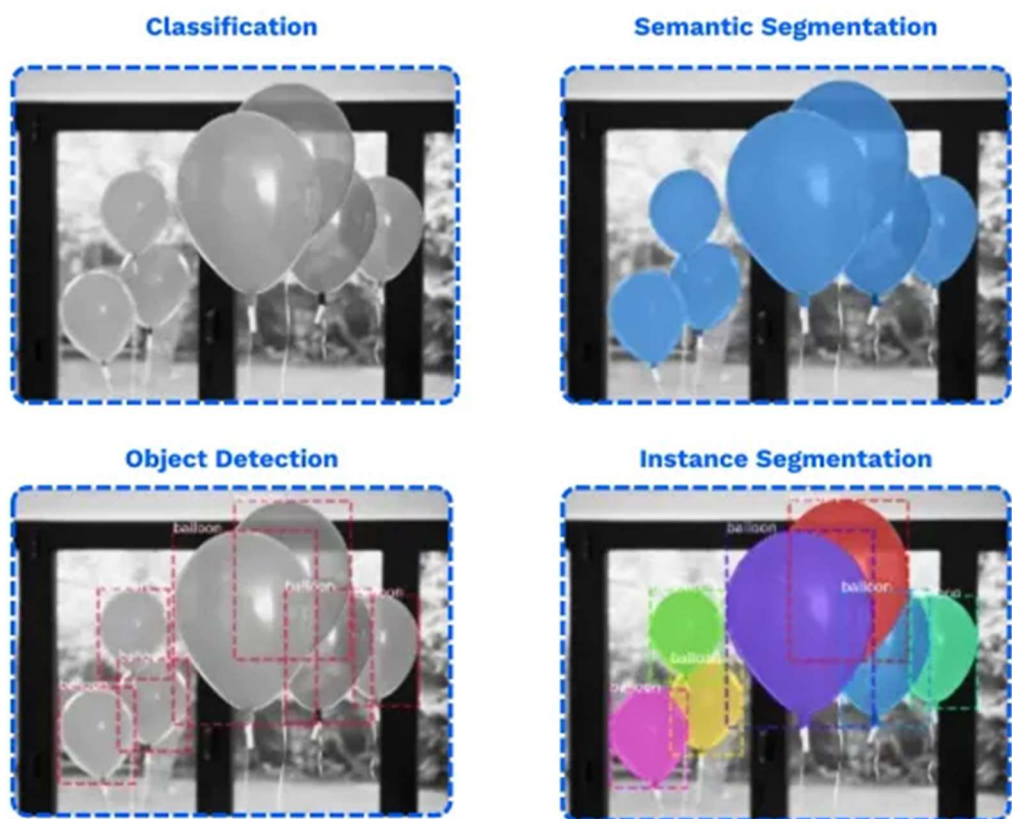 Classification
Semantic Segmentation
Object Detection
Instance Segmentation
balloon
balloon
balloon
balloon
balloon
balloon
balloon